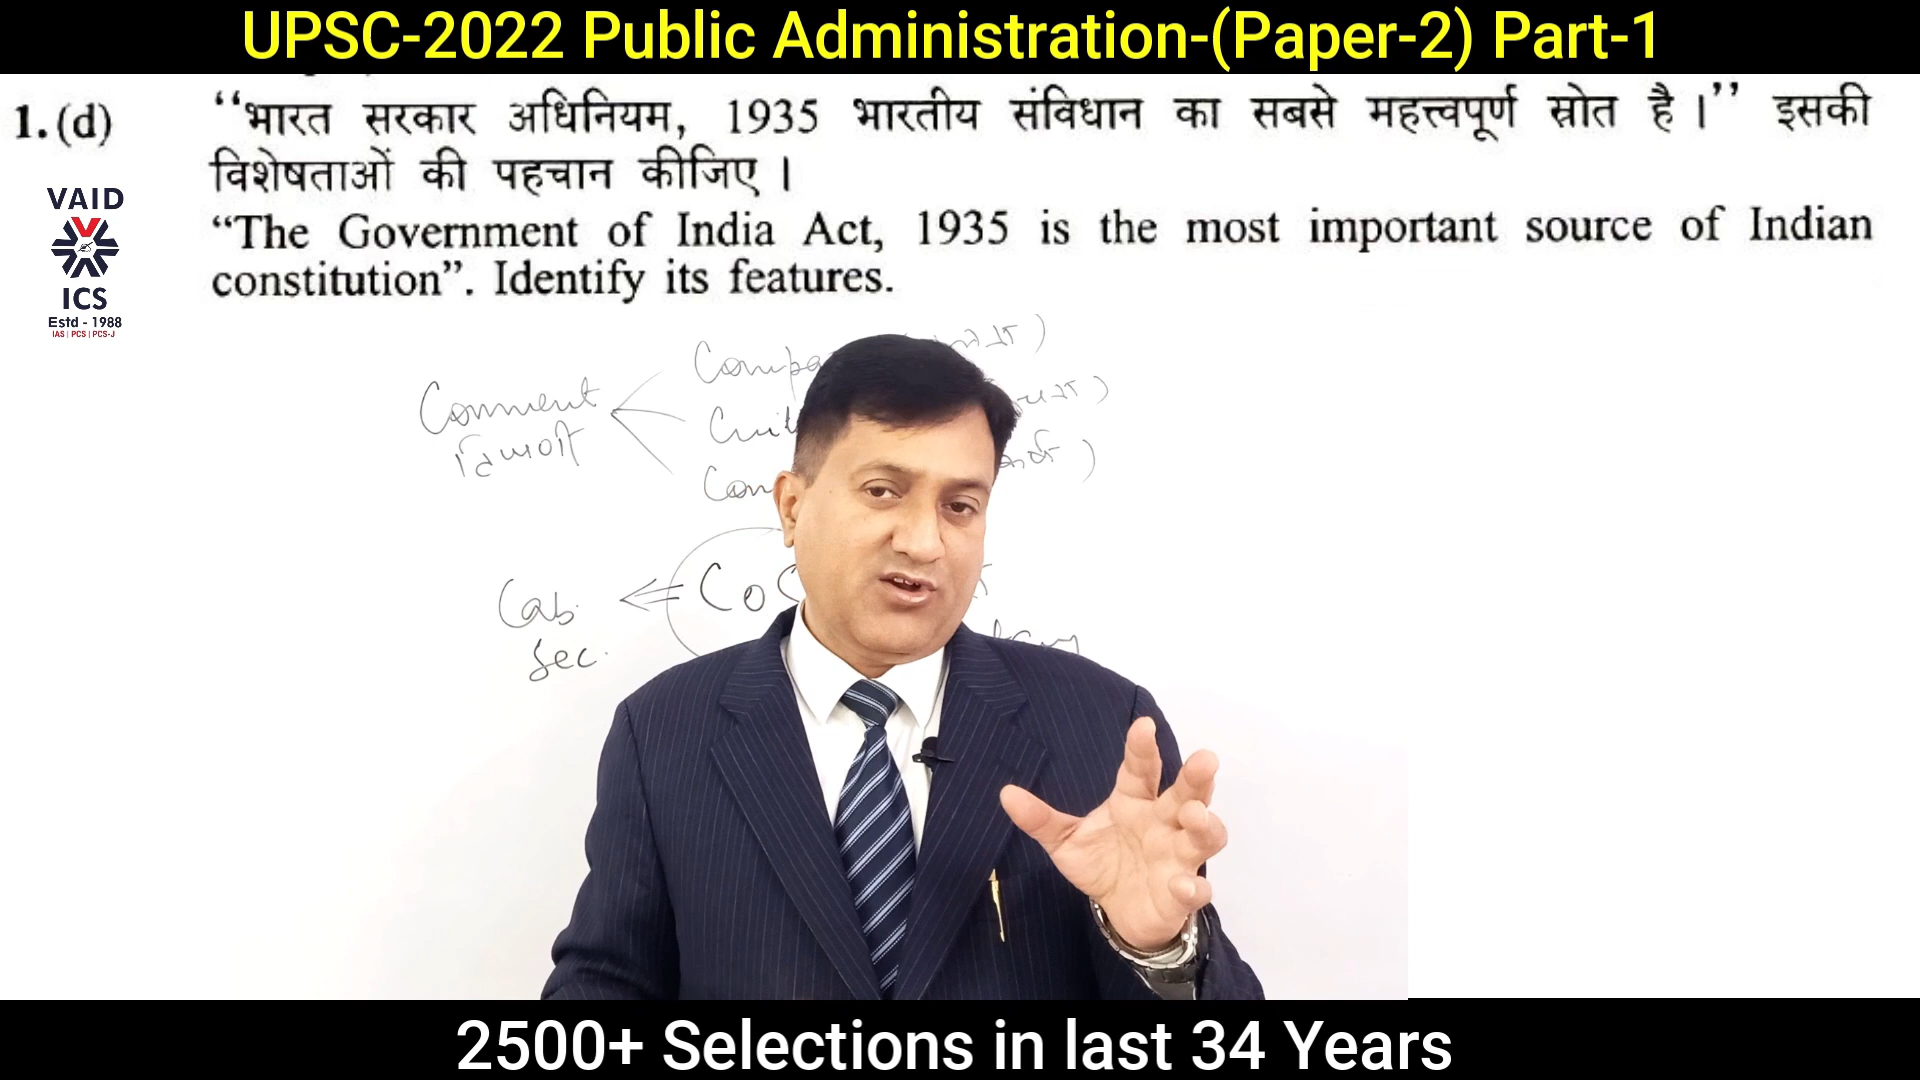 UPSC-2022 Public Administration-(Paper-2) Part-1
1. (d) “भारत सरकार अधिनियम, 1935 भारतीय संविधान का सबसे महत्त्वपूर्ण स्रोत है।” इसकी
विशेषताओं की पहचान कीजिए।
“The Government of India Act, 1935 is the most important source of Indian
constitution”. Identify its features.
VAID
ICS
Estd - 1988
IAS | PCS | PCS-J
Comment
Cab.
Sec.
2500+ Selections in last 34 Years